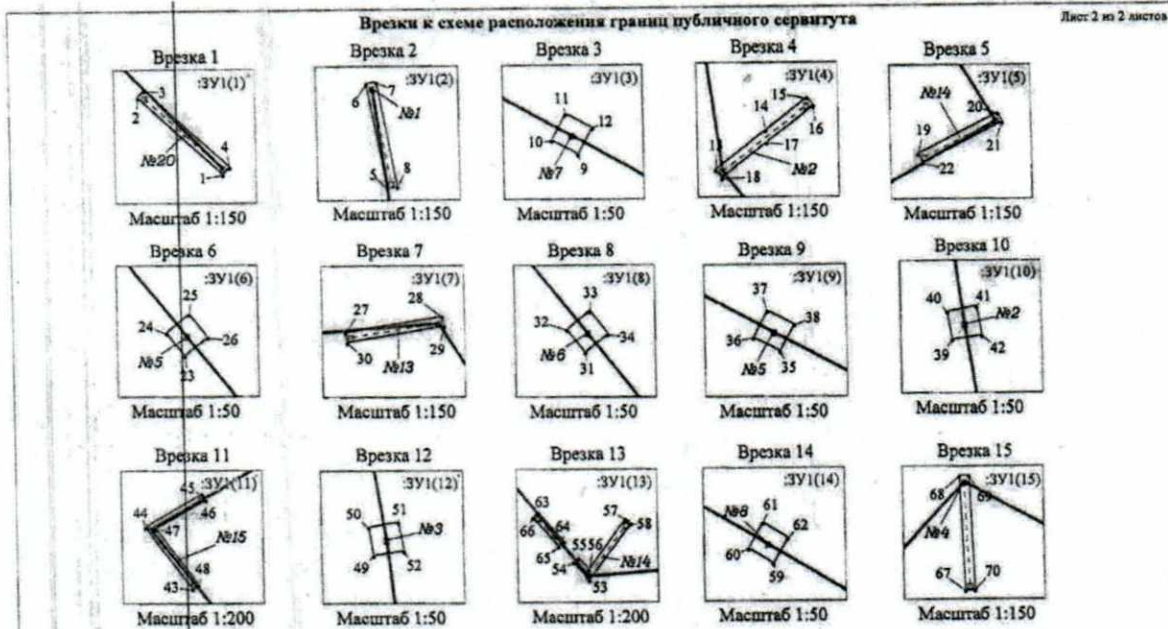 Врезки к схеме расположения границ публичного сервитута
Лист 2 из 2 листов
Врезка 1
:ЗУ1(1)
3
2
№20
4
1
Масштаб 1:150
Врезка 2
:ЗУ1(2)
6
7
№1
5
8
Масштаб 1:150
Врезка 3
:ЗУ1(3)
11
12
10
№7
9
Масштаб 1:50
Врезка 4
:ЗУ1(4)
15
14
16
13
17
№2
18
Масштаб 1:150
Врезка 5
:ЗУ1(5)
№14
20
19
21
22
Масштаб 1:150
Врезка 6
:ЗУ1(6)
25
24
26
№5
23
Масштаб 1:50
Врезка 7
:ЗУ1(7)
28
27
29
30
№13
Масштаб 1:150
Врезка 8
:ЗУ1(8)
33
32
34
№6
31
Масштаб 1:50
Врезка 9
:ЗУ1(9)
37
38
36
35
№5
Масштаб 1:50
Врезка 10
:ЗУ1(10)
40
41
№2
39
42
Масштаб 1:50
Врезка 11
:ЗУ1(11)
45
46
44
47
№15
48
43
Масштаб 1:200
Врезка 12
:ЗУ1(12)
50
51
№3
49
52
Масштаб 1:50
Врезка 13
:ЗУ1(13)
63
66
64
65
57
58
55
56
54
№14
53
Масштаб 1:200
Врезка 14
:ЗУ1(14)
№8
61
62
60
59
Масштаб 1:50
Врезка 15
:ЗУ1(15)
68
69
№4
67
70
Масштаб 1:150